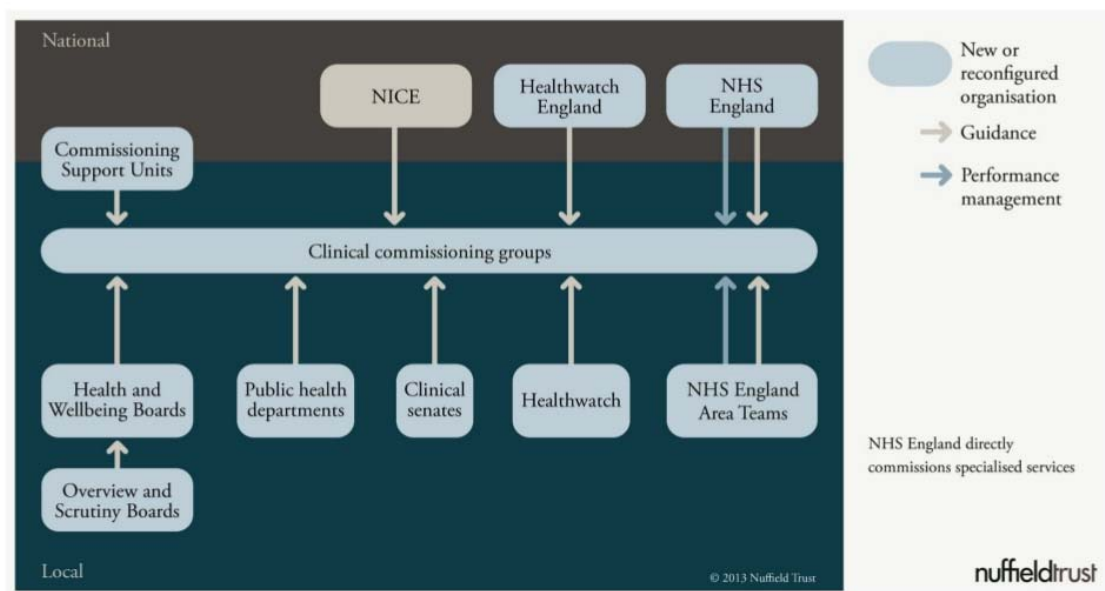 National
NICE
Healthwatch
England
NHS
England
New or
reconfigured
organisation
Guidance
Performance
management
Commissioning
Support Units
Clinical commissioning groups
Health and
Wellbeing Boards
Public health
departments
Clinical
senates
Healthwatch
NHS England
Area Teams
NHS England directly
commissions specialised services
Overview and
Scrutiny Boards
Local
© 2013 Nuffield Trust
nuffieldtrust